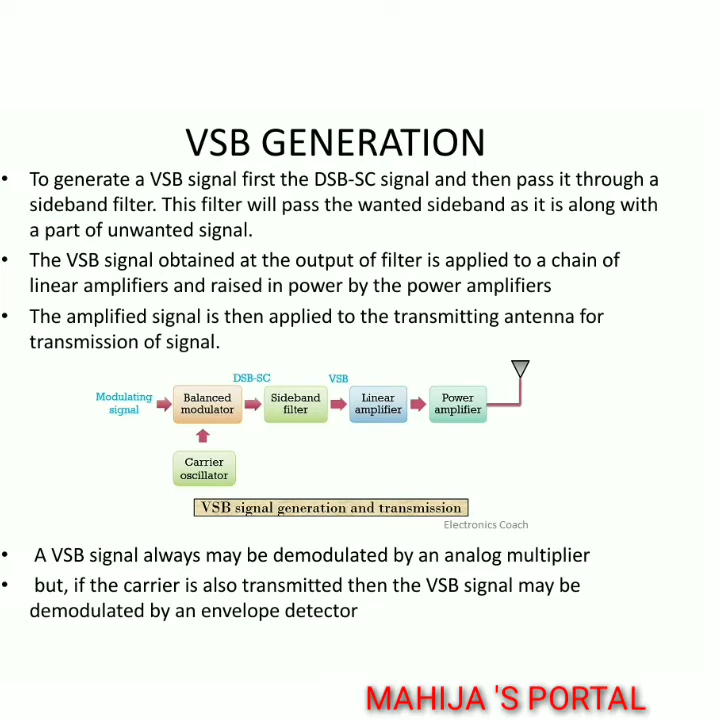 VSB GENERATION
• To generate a VSB signal first the DSB-SC signal and then pass it through a
sideband filter. This filter will pass the wanted sideband as it is along with
a part of unwanted signal.
• The VSB signal obtained at the output of filter is applied to a chain of
linear amplifiers and raised in power by the power amplifiers
• The amplified signal is then applied to the transmitting antenna for
transmission of signal.
DSB-SC
VSB
Modulating
signal
Balanced
modulator
Sideband
filter
Linear
amplifier
Power
amplifier
Carrier
oscillator
VSB signal generation and transmission
Electronics Coach
• A VSB signal always may be demodulated by an analog multiplier
• but, if the carrier is also transmitted then the VSB signal may be
demodulated by an envelope detector
MAHIJA 'S PORTAL